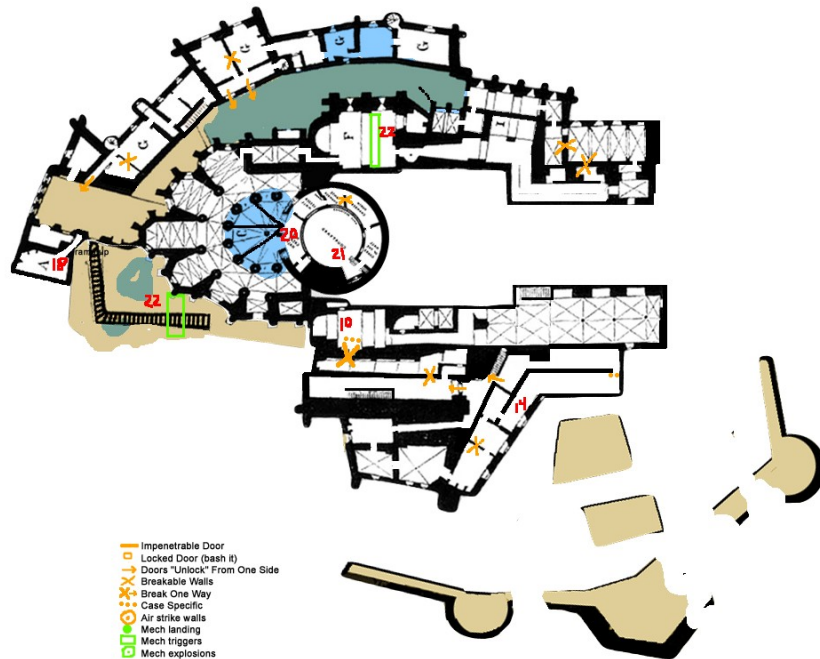 G
G
G
G
22
F
I
C
20
21
A
18
22
10
14
Impenetrable Door
Locked Door (bash it)
Doors "Unlock" From One Side
Breakable Walls
Break One Way
Case Specific
Air strike walls
Mech landing
Mech triggers
Mech explosions